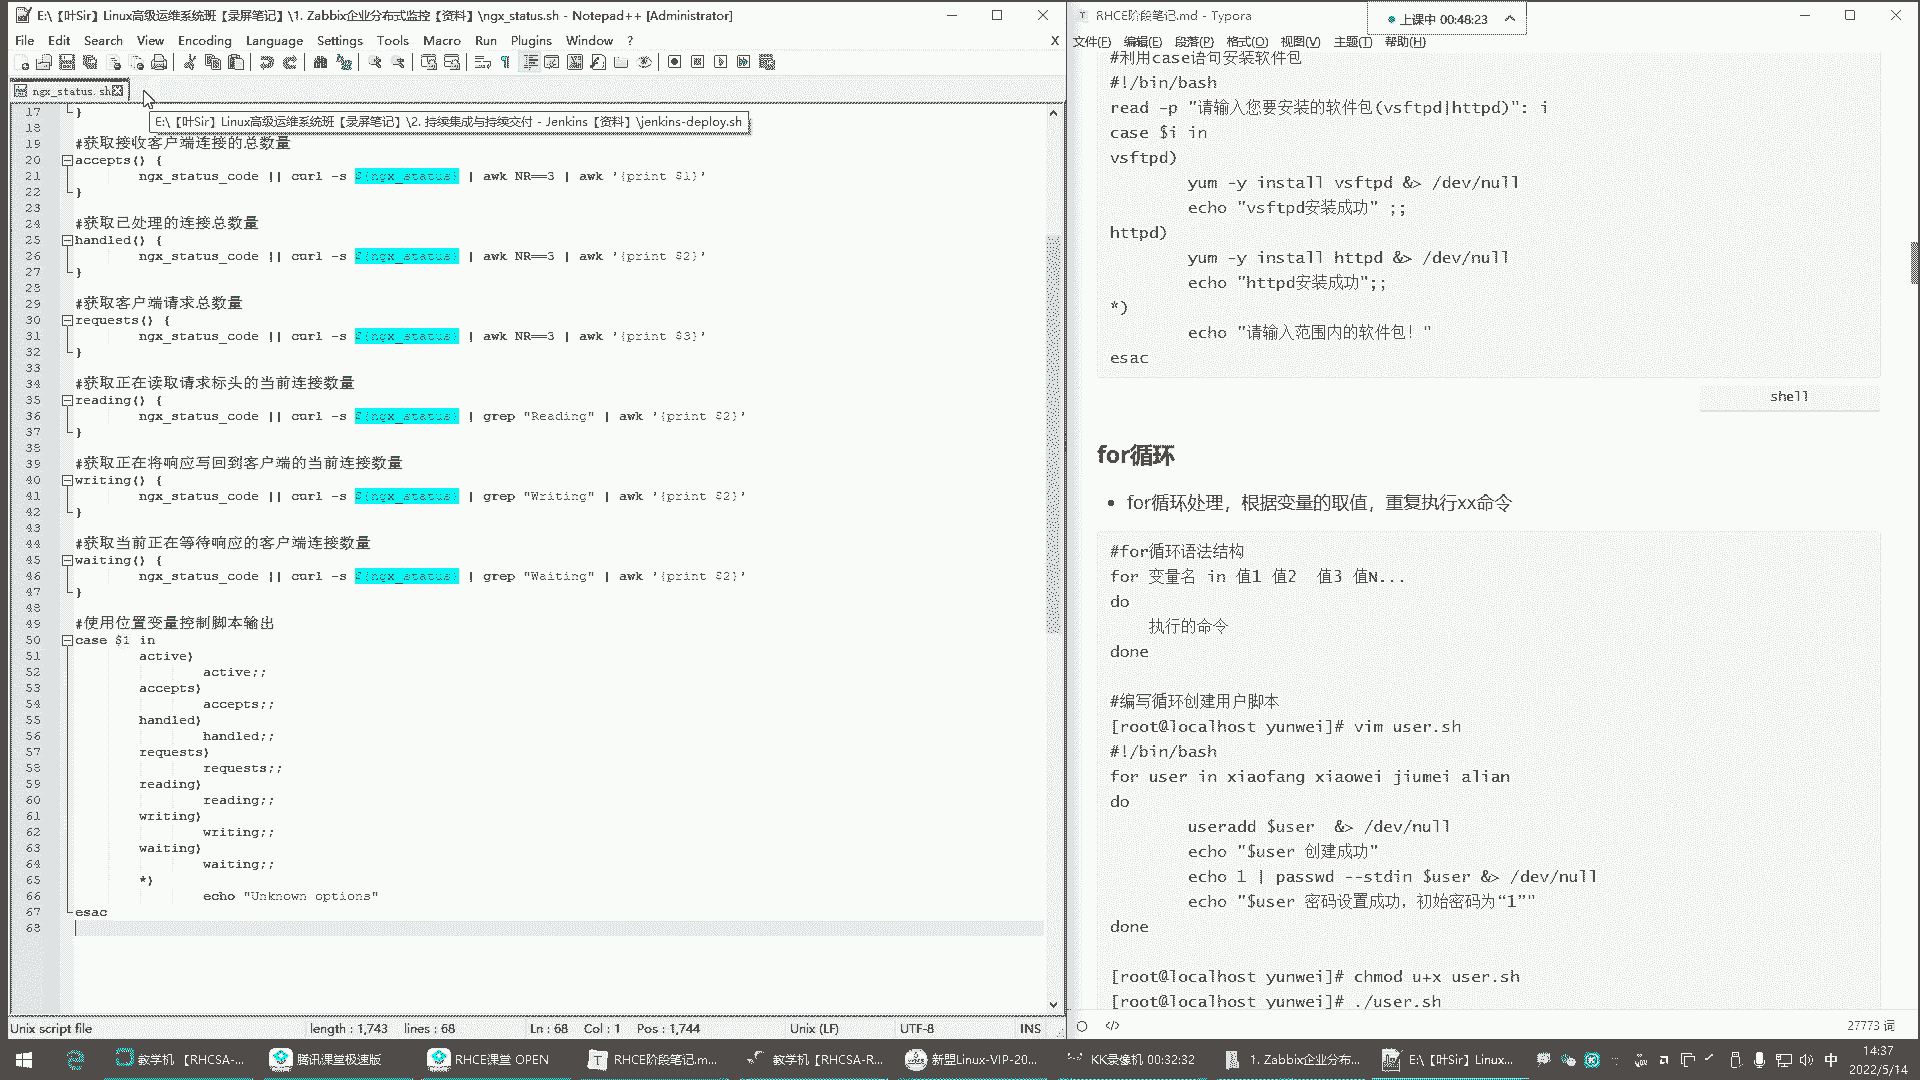 E:\【叶Sir】Linux高级运维系统班【录屏笔记】\1. Zabbix企业分布式监控【资料】\ngx_status.sh - Notepad++ [Administrator]
File Edit Search View Encoding Language Settings Tools Macro Run Plugins Window ? X
ngx_status.sh
E:\【叶Sir】Linux高级运维系统班【录屏笔记】\2. 持续集成与持续交付 - Jenkins【资料】\jenkins-deploy.sh
17 }
18
19 #获取接收客户端连接的总数量
20 accepts() {
21 ngx_status_code || curl -s ${ngx_status} | awk NR==3 | awk '{print $1}'
22 }
23
24 #获取已处理的连接总数量
25 handled() {
26 ngx_status_code || curl -s ${ngx_status} | awk NR==3 | awk '{print $2}'
27 }
28
29 #获取客户端请求总数量
30 requests() {
31 ngx_status_code || curl -s ${ngx_status} | awk NR==3 | awk '{print $3}'
32 }
33
34 #获取正在读取请求标头的当前连接数量
35 reading() {
36 ngx_status_code || curl -s ${ngx_status} | grep "Reading" | awk '{print $2}'
37 }
38
39 #获取正在将响应写回到客户端的当前连接数量
40 writing() {
41 ngx_status_code || curl -s ${ngx_status} | grep "Writing" | awk '{print $2}'
42 }
43
44 #获取当前正在等待响应的客户端连接数量
45 waiting() {
46 ngx_status_code || curl -s ${ngx_status} | grep "Waiting" | awk '{print $2}'
47 }
48
49 #使用位置变量控制脚本输出
50 case $1 in
51 active)
52 active;;
53 accepts)
54 accepts;;
55 handled)
56 handled;;
57 requests)
58 requests;;
59 reading)
60 reading;;
61 writing)
62 writing;;
63 waiting)
64 waiting;;
65 *)
66 echo "Unknown options"
67 esac
68
Unix script file length : 1,743 lines : 68 Ln : 68 Col : 1 Pos : 1,744 Unix (LF) UTF-8 INS
RHCE阶段笔记.md - Typora
上课中 00:48:23
文件(F) 编辑(E) 段落(P) 格式(O) 视图(V) 主题(T) 帮助(H)
#利用case语句安装软件包
#!/bin/bash
read -p "请输入您要安装的软件包(vsftpd|httpd)": i
case $i in
vsftpd)
yum -y install vsftpd &> /dev/null
echo "vsftpd安装成功" ;;
httpd)
yum -y install httpd &> /dev/null
echo "httpd安装成功";;
*)
echo "请输入范围内的软件包！"
esac
shell
for循环
• for循环处理，根据变量的取值，重复执行xx命令
#for循环语法结构
for 变量名 in 值1 值2 值3 值N...
do
执行的命令
done
#编写循环创建用户脚本
[root@localhost yunwei]# vim user.sh
#!/bin/bash
for user in xiaofang xiaowei jiumei alian
do
useradd $user &> /dev/null
echo "$user 创建成功"
echo 1 | passwd --stdin $user &> /dev/null
echo "$user 密码设置成功，初始密码为“1”"
done
[root@localhost yunwei]# chmod u+x user.sh
[root@localhost yunwei]# ./user.sh
</> 27773 词
教学机 【RHCSA-... 腾讯课堂极速版 RHCE课堂 OPEN RHCE阶段笔记.m... 教学机【RHCSA-R... 新盟Linux-VIP-20... KK录像机 00:32:32 1. Zabbix企业分布... E:\【叶Sir】Linux... 中 14:37
2022/5/14